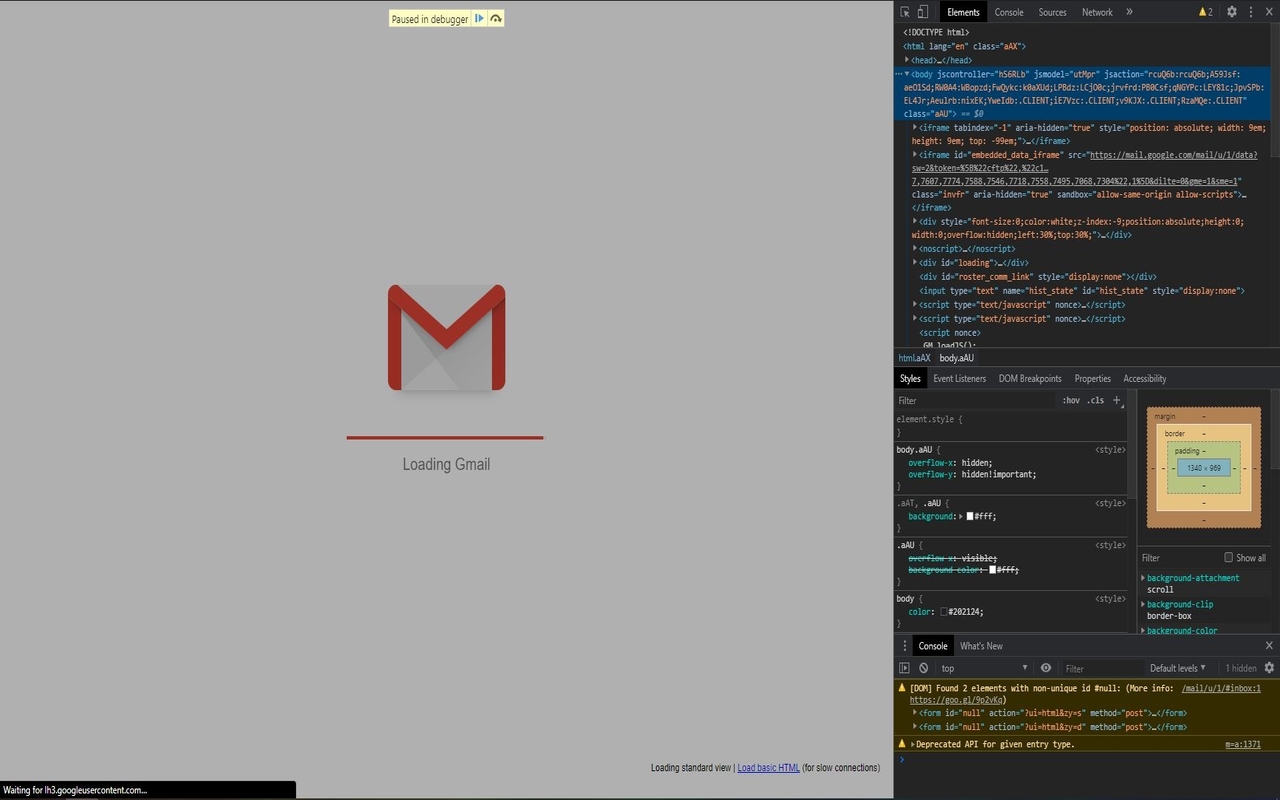 Paused in debugger
Loading Gmail
Loading standard view | Load basic HTML (for slow connections)
Waiting for lh3.googleusercontent.com...
Elements Console Sources Network » 2
<!DOCTYPE html>
<html lang="en" class="aAX">
<head>…</head>
<body jscontroller="hS6RLb" jsmodel="utMpr" jsaction="rcuQ6b:rcuQ6b;A59Jsf:
aeO1Sd;RW0A4:WBopzd;FwQykc:k0aXUd;LPBdz:LCjO0c;jrvfrd:PB0Csf;qNGYPc:LEY81c;JpvSPb:
EL4Jr;Aeulrb:nixEK;YweIdb:.CLIENT;iE7Vzc:.CLIENT;v9KJX:.CLIENT;RzaMQe:.CLIENT"
class="aAU"> == $0
<iframe tabindex="-1" aria-hidden="true" style="position: absolute; width: 9em;
height: 9em; top: -99em;">…</iframe>
<iframe id="embedded_data_iframe" src="https://mail.google.com/mail/u/1/data?
sw=2&token=%5B%22cftp%22,%22c1…
7,7607,7774,7588,7546,7718,7558,7495,7068,7304%22,1%5D&dilte=0&gme=1&sme=1"
class="invfr" aria-hidden="true" sandbox="allow-same-origin allow-scripts">…
</iframe>
<div style="font-size:0;color:white;z-index:-9;position:absolute;height:0;
width:0;overflow:hidden;left:30%;top:30%;">…</div>
<noscript>…</noscript>
<div id="loading">…</div>
<div id="roster_comm_link" style="display:none"></div>
<input type="text" name="hist_state" id="hist_state" style="display:none">
<script type="text/javascript" nonce>…</script>
<script type="text/javascript" nonce>…</script>
<script nonce>
GM_loadJS();
html.aAX body.aAU
Styles Event Listeners DOM Breakpoints Properties Accessibility
Filter :hov .cls +
element.style {
}
body.aAU { <style>
overflow-x: hidden;
overflow-y: hidden!important;
}
.aAT, .aAU { <style>
background: #fff;
}
.aAU { <style>
overflow-x: visible;
background-color: #fff;
}
body { <style>
color: #202124;
}
margin –
border –
padding –
– – – 1340 × 969 – – –
–
–
–
Filter Show all
background-attachment
scroll
background-clip
border-box
background-color
Console What's New
top Filter Default levels 1 hidden
[DOM] Found 2 elements with non-unique id #null: (More info: /mail/u/1/#inbox:1
https://goo.gl/9p2vKq)
<form id="null" action="?ui=html&zy=s" method="post">…</form>
<form id="null" action="?ui=html&zy=d" method="post">…</form>
Deprecated API for given entry type. m=a:1371